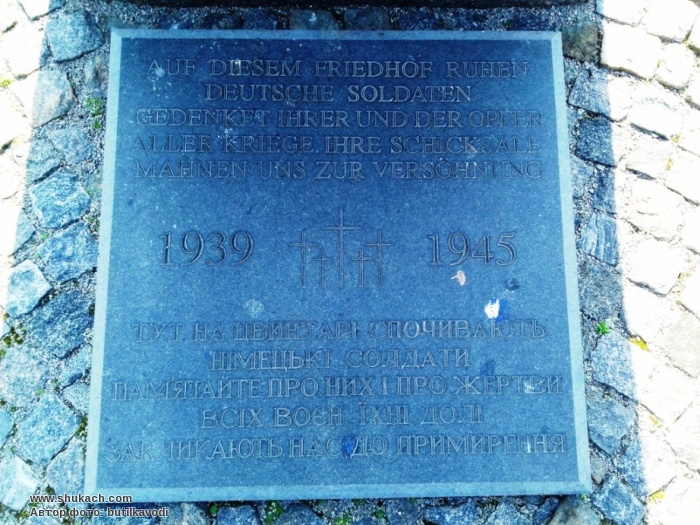 AUF DIESEM FRIEDHOF RUHEN
DEUTSCHE SOLDATEN
GEDENKET IHRER UND DER OPFER
ALLER KRIEGE. IHRE SCHICKSALE
MAHNEN UNS ZUR VERSÖHNUNG
1939 1945
ТУТ, НА ЦВИНТАРІ СПОЧИВАЮТЬ
НІМЕЦЬКІ СОЛДАТИ
ПАМ'ЯТАЙТЕ ПРО НИХ І ПРО ЖЕРТВИ
ВСІХ ВОЄН. ЇХНІ ДОЛІ
ЗАКЛИКАЮТЬ НАС ДО ПРИМИРЕННЯ
www.shukach.com
Автор фото: butilkavodi